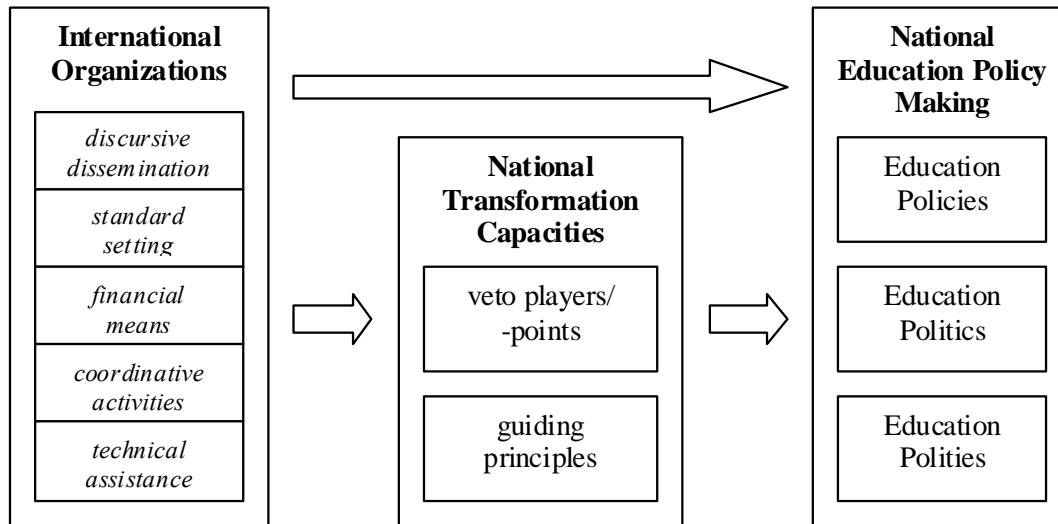 International
Organizations
discursive
dissemination
standard
setting
financial
means
coordinative
activities
technical
assistance
National
Transformation
Capacities
veto players/
-points
guiding
principles
National
Education Policy
Making
Education
Policies
Education
Politics
Education
Polities